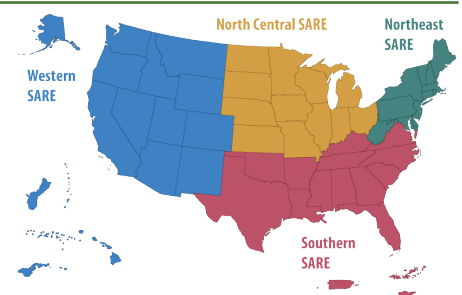 North Central SARE
Northeast
SARE
Western
SARE
Southern
SARE